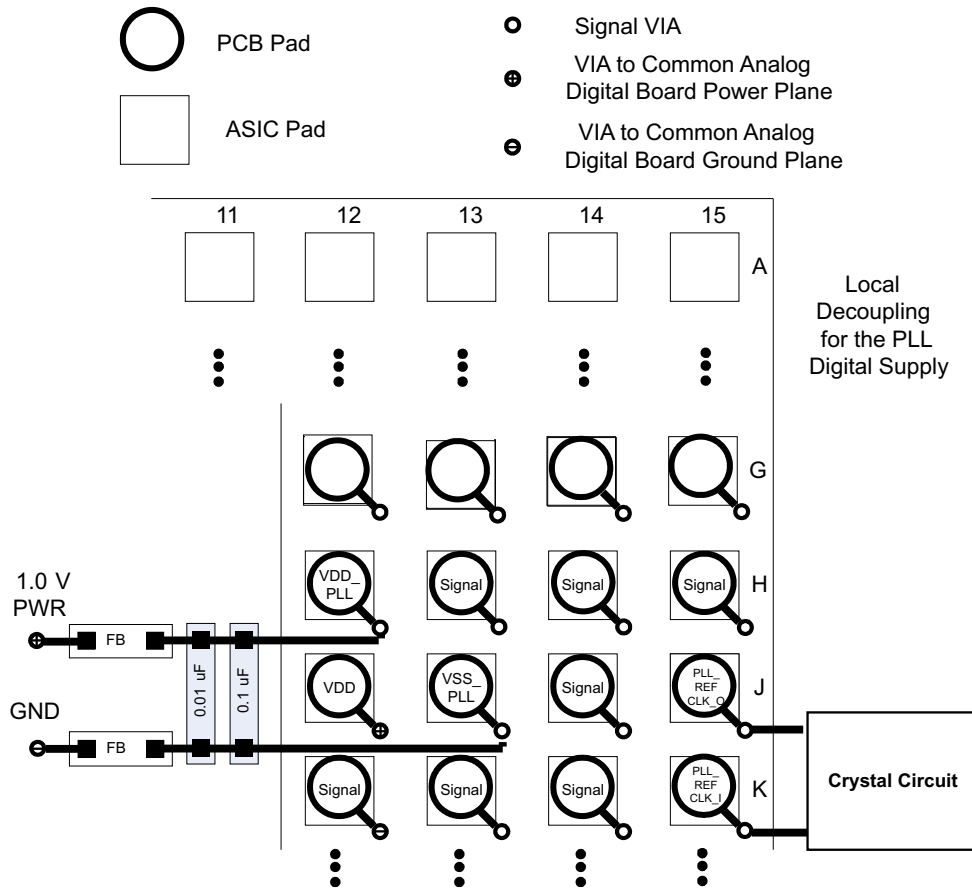 PCB Pad
ASIC Pad
Signal VIA
VIA to Common Analog
Digital Board Power Plane
VIA to Common Analog
Digital Board Ground Plane
11 12 13 14 15
A
Local
Decoupling
for the PLL
Digital Supply
G
1.0 V
PWR
FB
0.01 uF
0.1 uF
VDD_
PLL
Signal
Signal
Signal
H
GND
FB
VDD
VSS_
PLL
Signal
PLL_
REF
CLK_O
J
Signal
Signal
Signal
PLL_
REF
CLK_I
K
Crystal Circuit